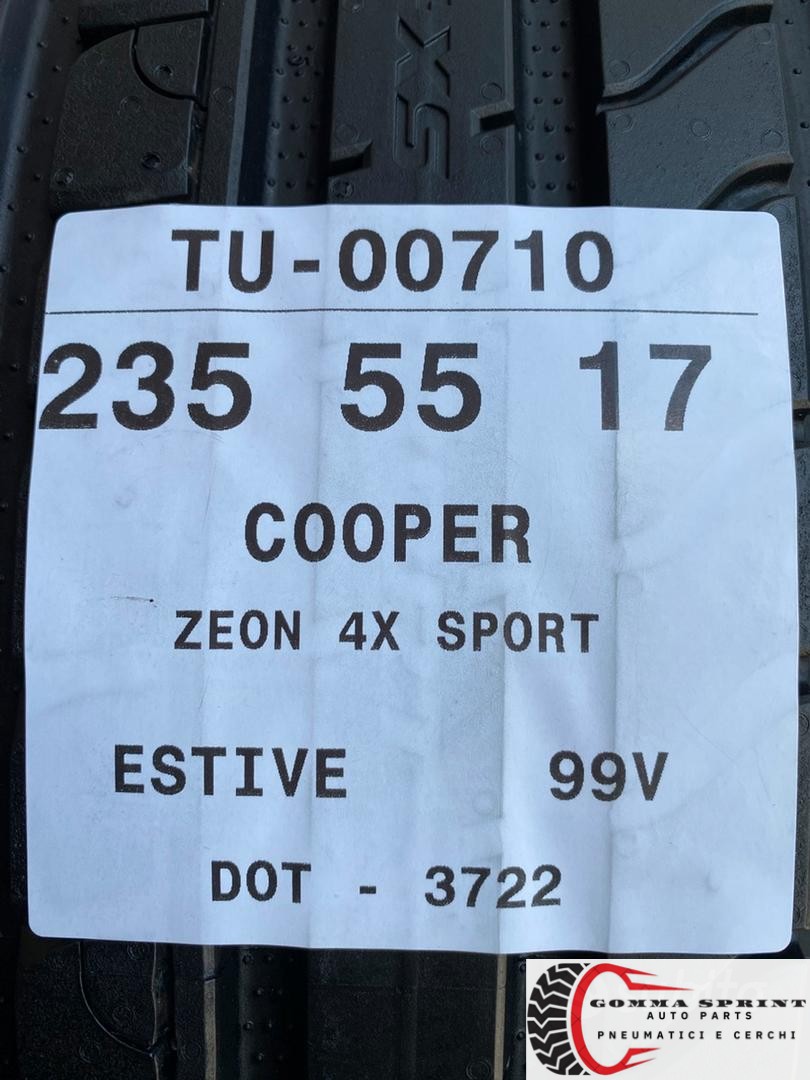 TU-00710
235 55 17
COOPER
ZEON 4X SPORT
ESTIVE 99V
DOT - 3722
GOMMA SPRINT
AUTO PARTS
PNEUMATICI E CERCHI